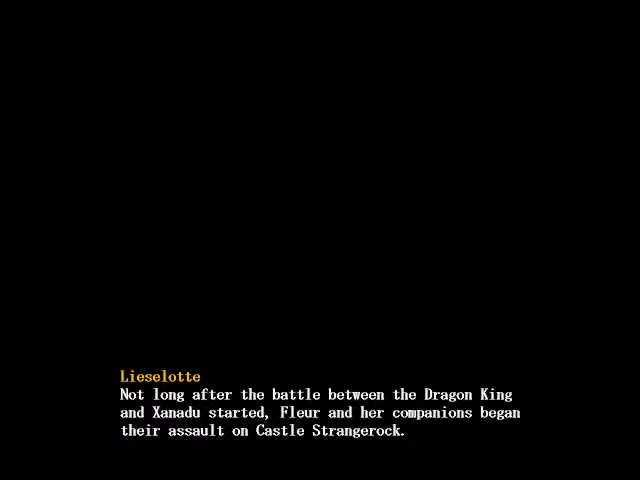 Lieselotte
Not long after the battle between the Dragon King
and Xanadu started, Fleur and her companions began
their assault on Castle Strangerock.